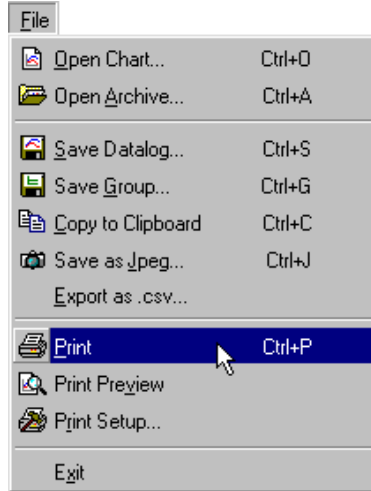 File
Open Chart... Ctrl+O
Open Archive... Ctrl+A
Save Datalog... Ctrl+S
Save Group... Ctrl+G
Copy to Clipboard Ctrl+C
Save as Jpeg... Ctrl+J
Export as .csv...
Print Ctrl+P
Print Preview
Print Setup...
Exit